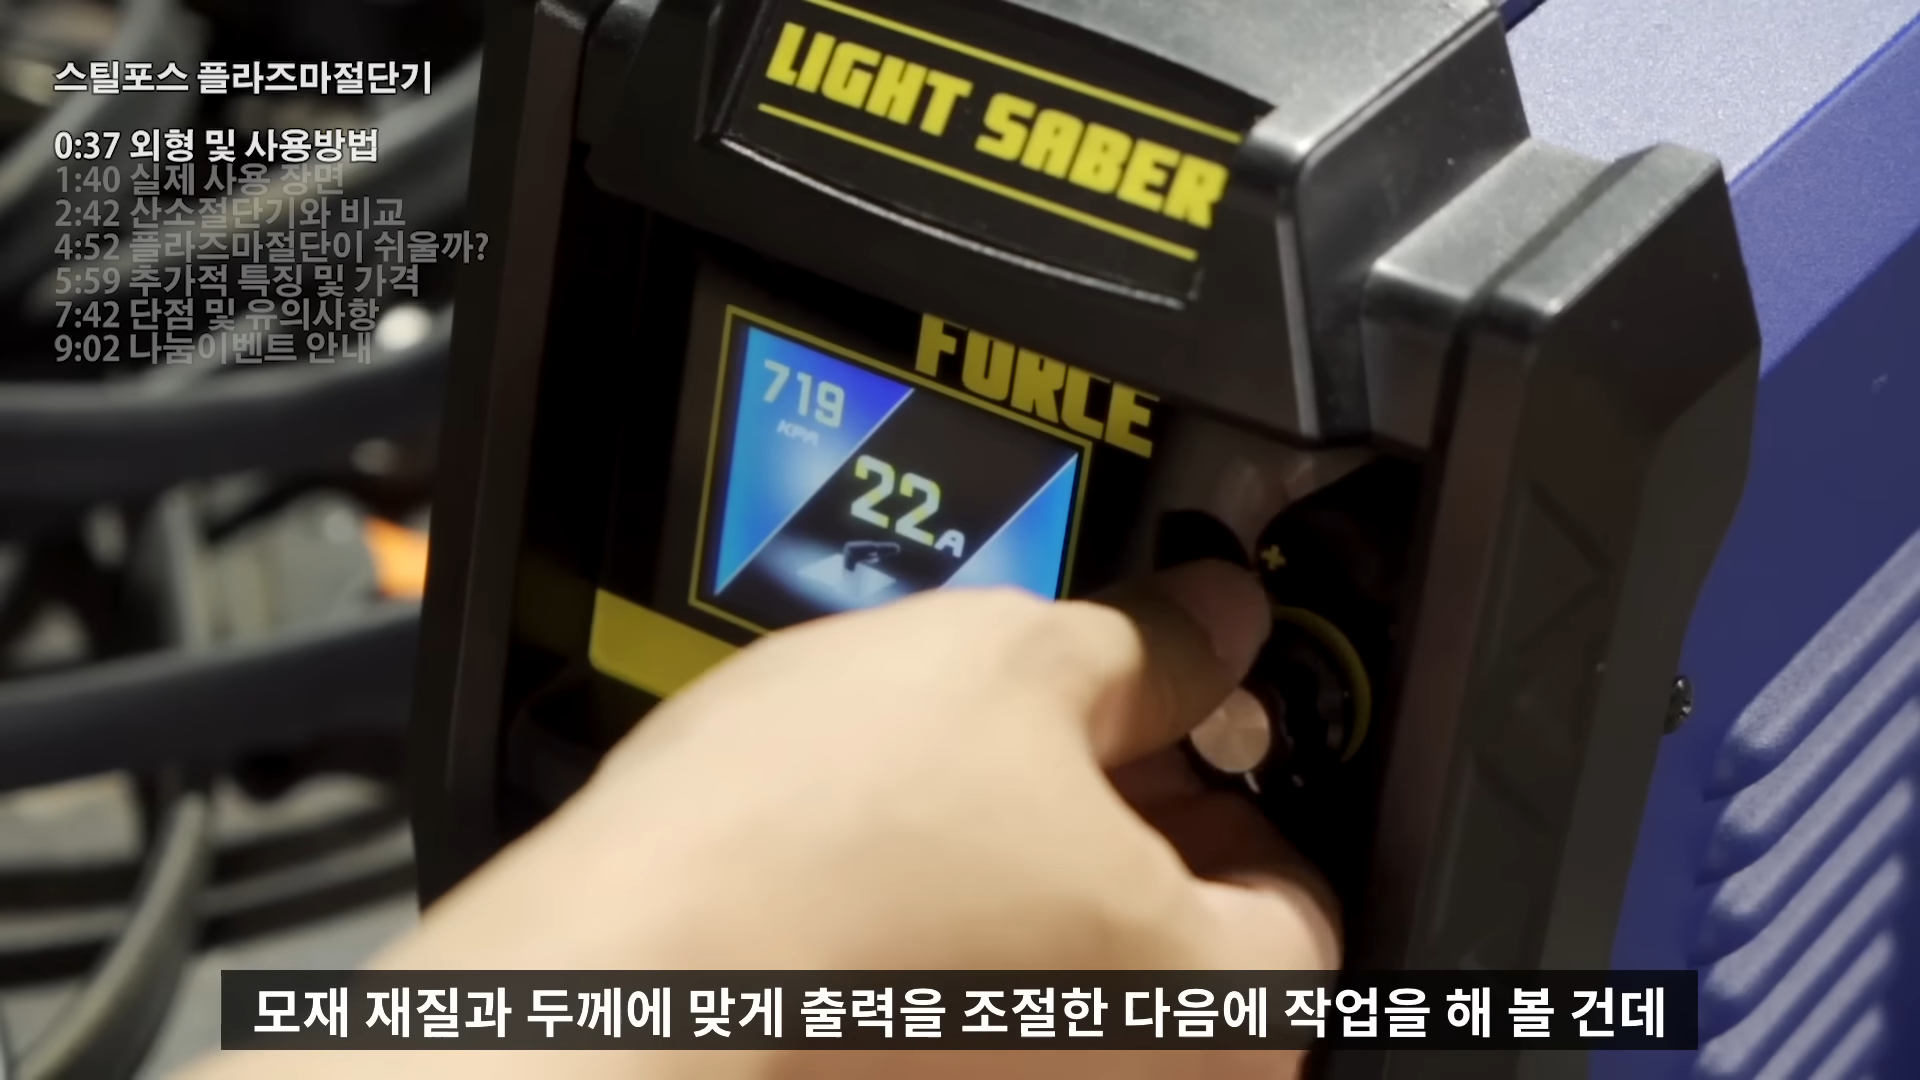 스틸포스 플라즈마절단기
0:37 외형 및 사용방법
1:40 실제 사용 장면
2:42 산소절단기와 비교
4:52 플라즈마절단이 쉬울까?
5:59 추가적 특징 및 가격
7:42 단점 및 유의사항
9:02 나눔이벤트 안내
LIGHT SABER
FORCE
719
KPA
22A
+
모재 재질과 두께에 맞게 출력을 조절한 다음에 작업을 해 볼 건데